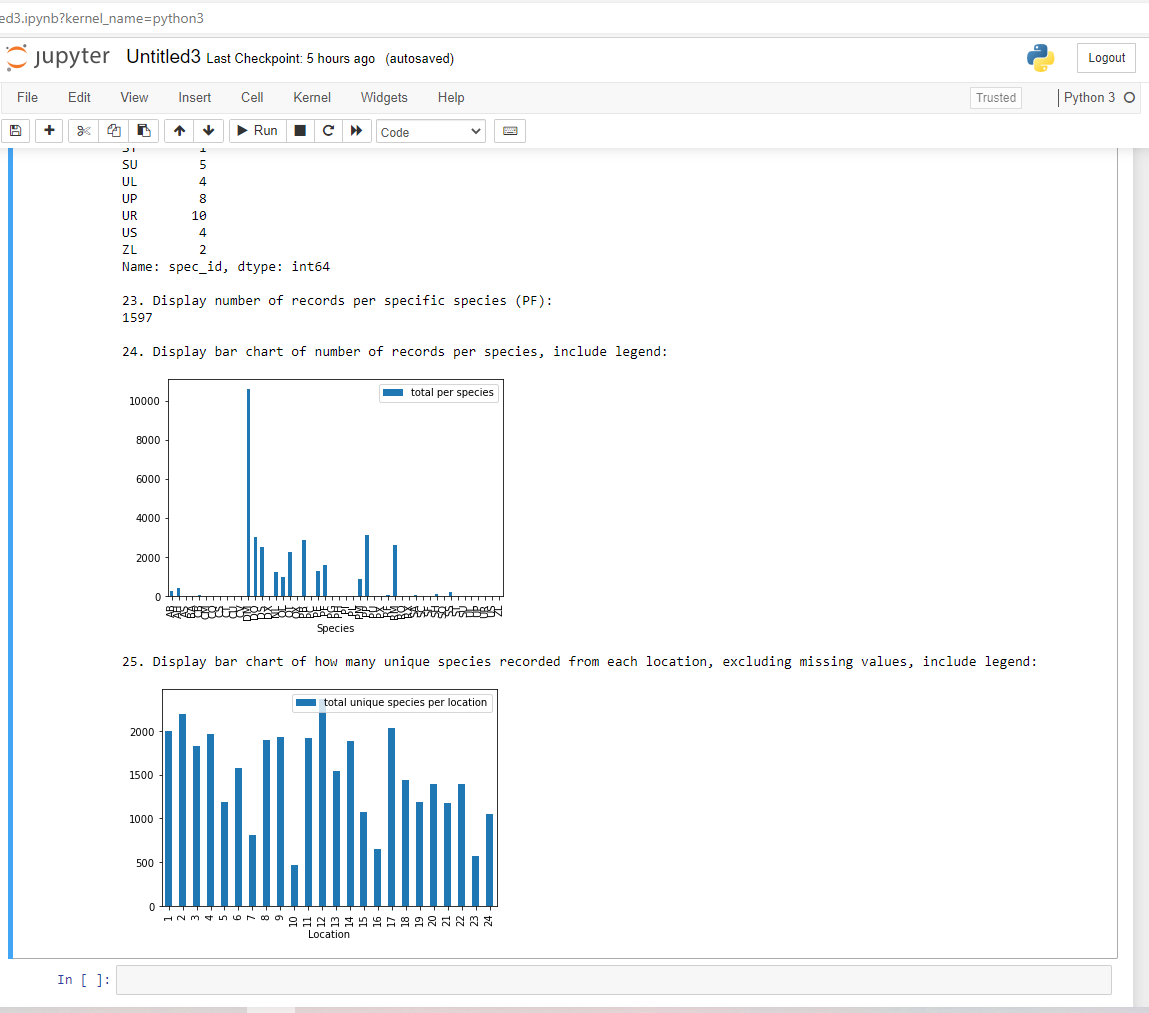 ed3.ipynb?kernel_name=python3
jupyter Untitled3 Last Checkpoint: 5 hours ago (autosaved)
Logout
File Edit View Insert Cell Kernel Widgets Help
Trusted Python 3
Run
Code
SU 5
UL 4
UP 8
UR 10
US 4
ZL 2
Name: spec_id, dtype: int64
23. Display number of records per specific species (PF):
1597
24. Display bar chart of number of records per species, include legend:
total per species
10000
8000
6000
4000
2000
0
Species
25. Display bar chart of how many unique species recorded from each location, excluding missing values, include legend:
total unique species per location
2000
1500
1000
500
0
1 2 3 4 5 6 7 8 9 10 11 12 13 14 15 16 17 18 19 20 21 22 23 24
Location
In [ ]: